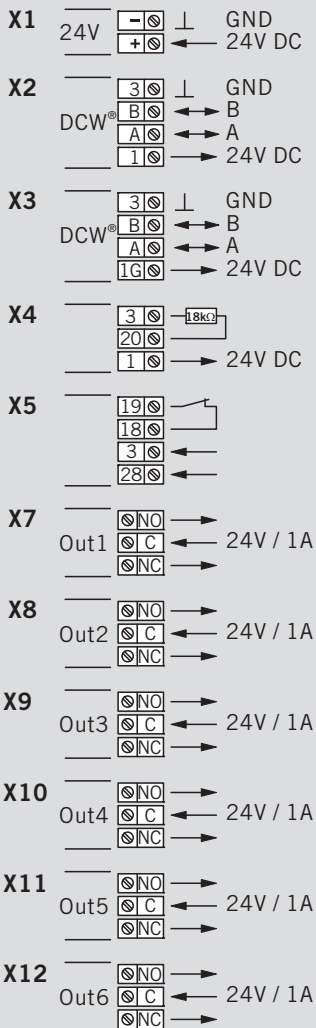 X1 24V - GND
+ 24V DC
X2 DCW® 3 GND
B B
A A
1 24V DC
X3 DCW® 3 GND
B B
A A
1G 24V DC
X4 3 18kΩ
20
1 24V DC
X5 19
18
3
28
X7 NO
Out1 C 24V / 1A
NC
X8 NO
Out2 C 24V / 1A
NC
X9 NO
Out3 C 24V / 1A
NC
X10 NO
Out4 C 24V / 1A
NC
X11 NO
Out5 C 24V / 1A
NC
X12 NO
Out6 C 24V / 1A
NC